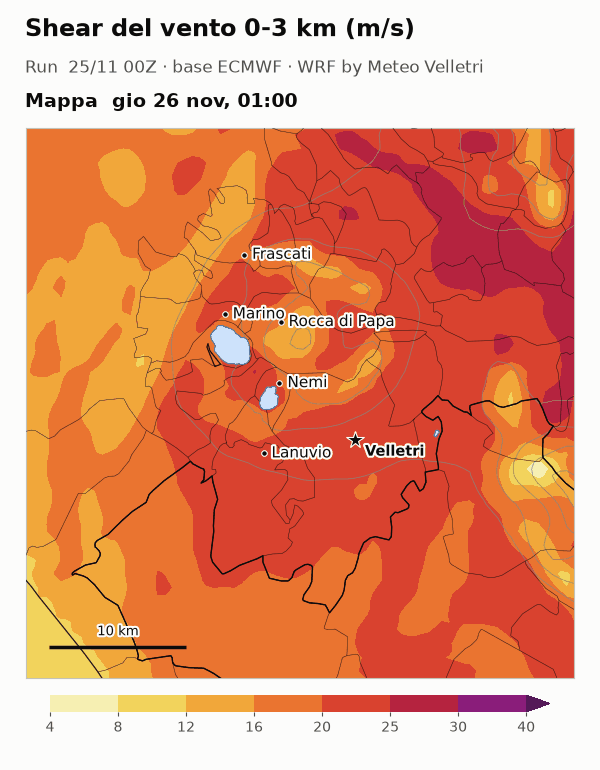 Shear del vento 0-3 km (m/s)
Run  25/11 00Z · base ECMWF · WRF by Meteo Velletri
Mappa  gio 26 nov, 01:00
Frascati
Marino
Rocca di Papa
Nemi
Velletri
Lanuvio
10 km
4 8 12 16 20 25 30 40